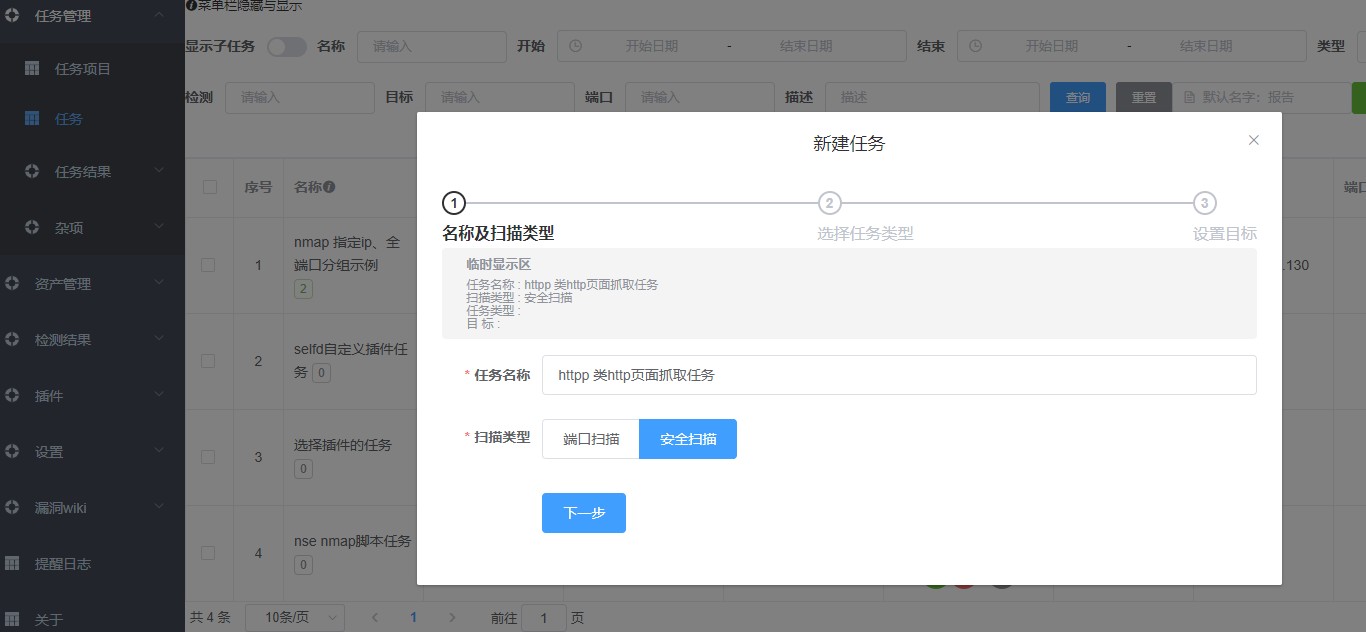 任务管理
任务项目
任务
任务结果
杂项
资产管理
检测结果
插件
设置
漏洞wiki
提醒日志
关于
菜单栏隐藏与显示
显示子任务 名称 请输入 开始 开始日期 - 结束日期 结束 开始日期 - 结束日期 类型
检测 请输入 目标 请输入 端口 请输入 描述 描述 查询 重置 默认名字：报告
序号 名称 端口
1 nmap 指定ip、全
端口分组示例
2
.130
2 selfd自定义插件任
务 0
3 选择插件的任务
0
4 nse nmap脚本任务
0
共 4 条 10条/页 1 前往 1 页
新建任务
1 2 3
名称及扫描类型 选择任务类型 设置目标
临时显示区
任务名称 : httpp 类http页面抓取任务
扫描类型 : 安全扫描
任务类型 :
目 标 :
* 任务名称 httpp 类http页面抓取任务
* 扫描类型 端口扫描 安全扫描
下一步